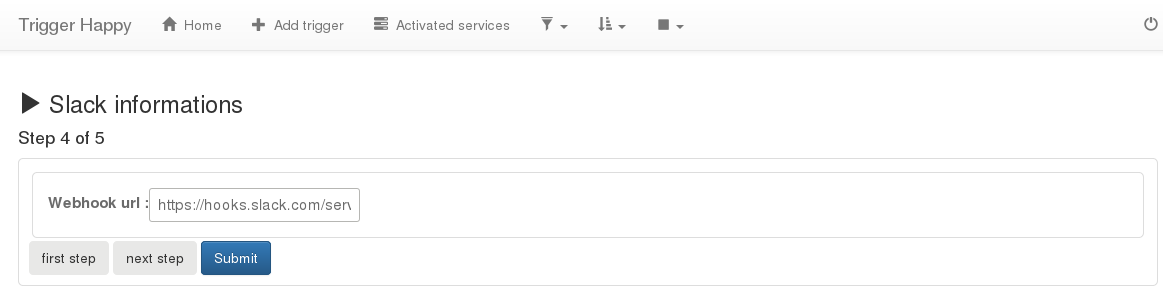 Trigger Happy Home Add trigger Activated services
Slack informations
Step 4 of 5
Webhook url : https://hooks.slack.com/serv
first step next step Submit